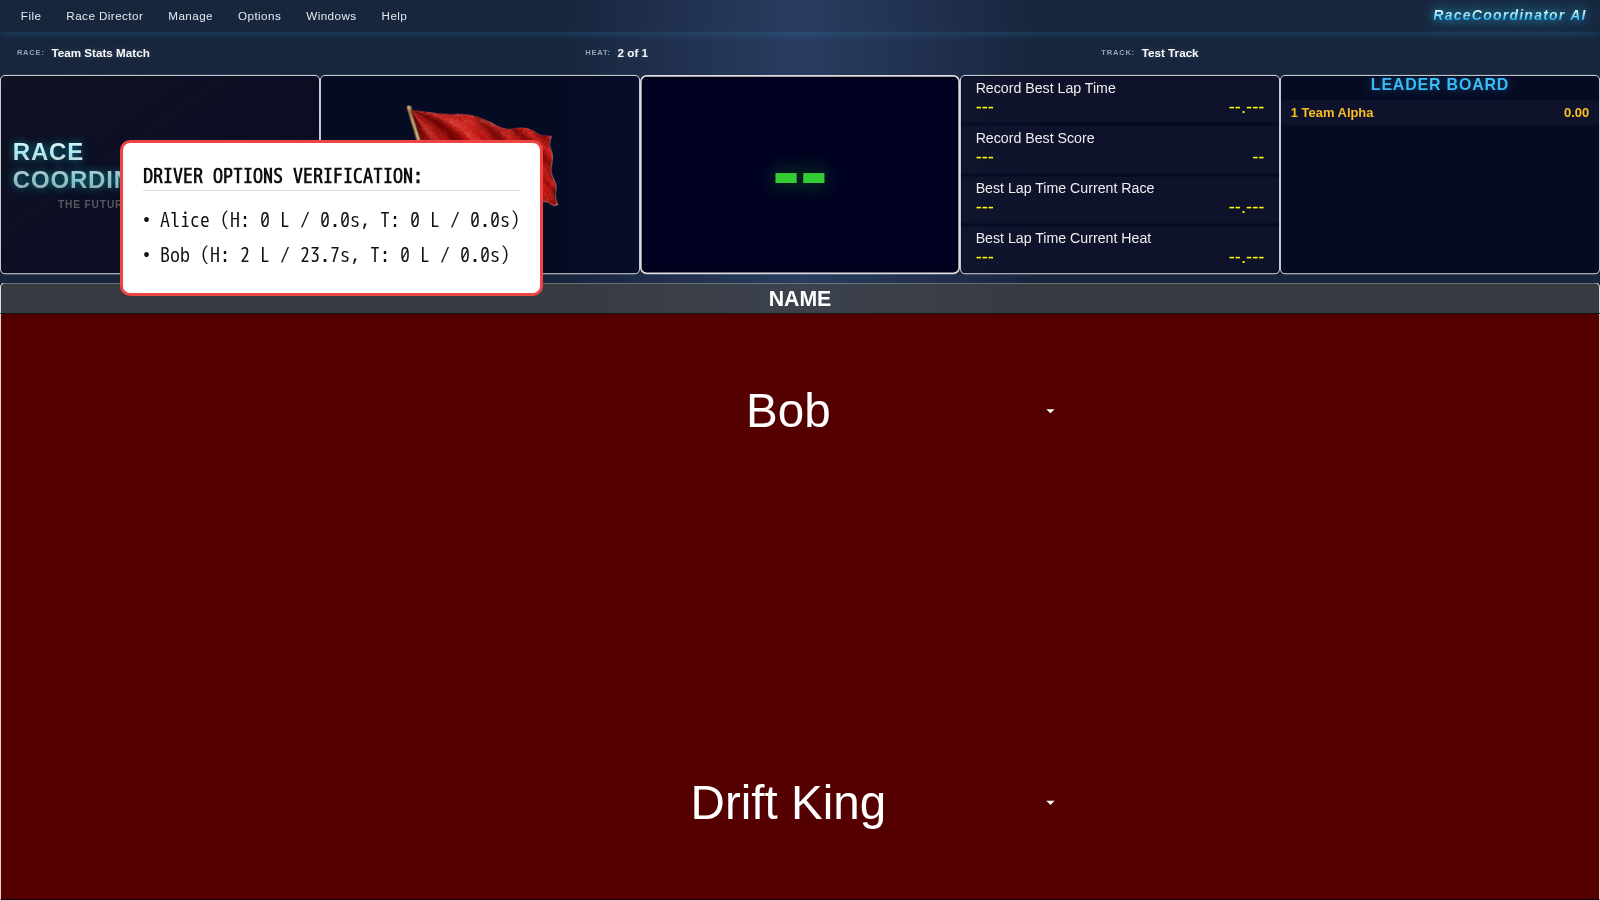 File Race Director Manage Options Windows Help RaceCoordinator AI
RACE: Team Stats Match HEAT: 2 of 1 TRACK: Test Track
RACE
COORDIN
THE FUTUR
DRIVER OPTIONS VERIFICATION:
• Alice (H: 0 L / 0.0s, T: 0 L / 0.0s)
• Bob (H: 2 L / 23.7s, T: 0 L / 0.0s)
--
Record Best Lap Time
--- --.---
Record Best Score
--- --
Best Lap Time Current Race
--- --.---
Best Lap Time Current Heat
--- --.---
LEADER BOARD
1 Team Alpha 0.00
NAME
Bob
Drift King